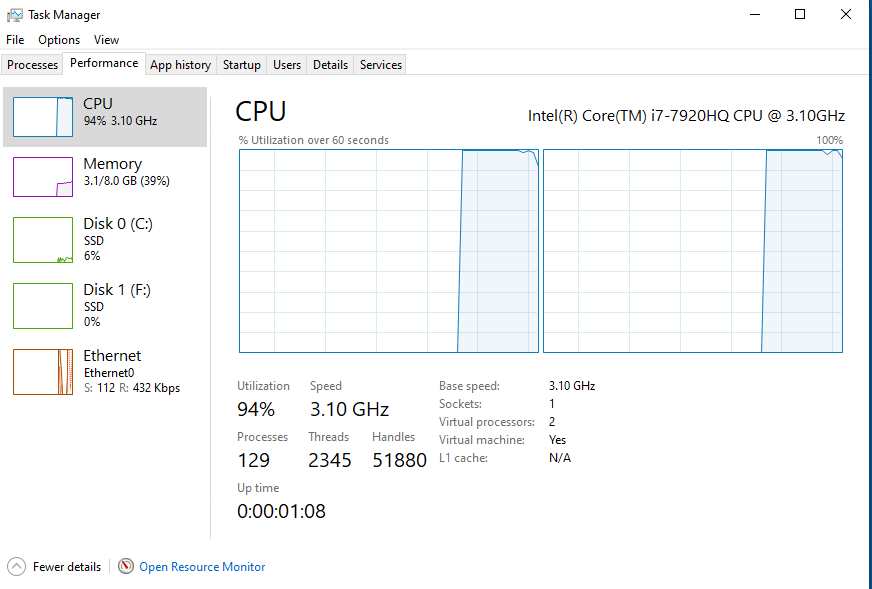 Task Manager
File Options View
Processes Performance App history Startup Users Details Services
CPU
94% 3.10 GHz
Memory
3.1/8.0 GB (39%)
Disk 0 (C:)
SSD
6%
Disk 1 (F:)
SSD
0%
Ethernet
Ethernet0
S: 112 R: 432 Kbps
CPU Intel(R) Core(TM) i7-7920HQ CPU @ 3.10GHz
% Utilization over 60 seconds 100%
Utilization Speed
94% 3.10 GHz
Processes Threads Handles
129 2345 51880
Up time
0:00:01:08
Base speed: 3.10 GHz
Sockets: 1
Virtual processors: 2
Virtual machine: Yes
L1 cache: N/A
Fewer details Open Resource Monitor